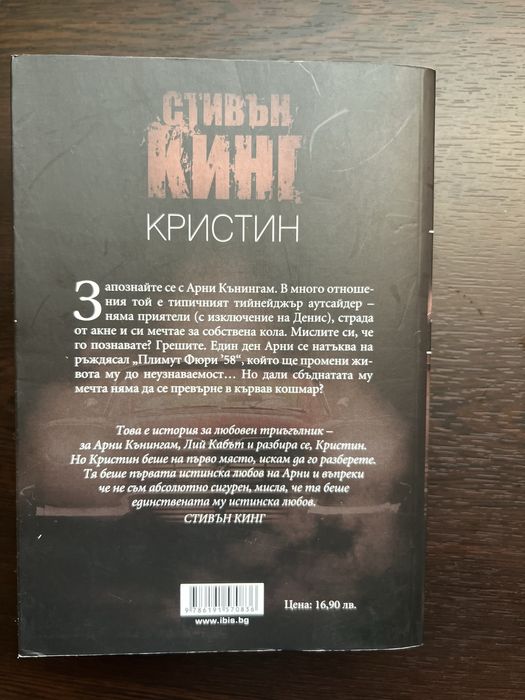 СТИВЪН
КИНГ
КРИСТИН
Запознайте се с Арни Кънингам. В много отноше-
ния той е типичният тийнейджър аутсайдер –
няма приятели (с изключение на Денис), страда
от акне и си мечтае за собствена кола. Мислите си, че
го познавате? Грешите. Един ден Арни се натъква на
ръждясал „Плимут Фюри ’58“, който ще промени жи-
вота му до неузнаваемост… Но дали сбъднатата му
мечта няма да се превърне в кървав кошмар?
Това е история за любовен триъгълник –
за Арни Кънингам, Лий Кабът и разбира се, Кристин.
Но Кристин беше на първо място, искам да го разберете.
Тя беше първата истинска любов на Арни и въпреки
че не съм абсолютно сигурен, мисля, че тя беше
единствената му истинска любов.
СТИВЪН КИНГ
9 786191 570836
www.ibis.bg
Цена: 16,90 лв.